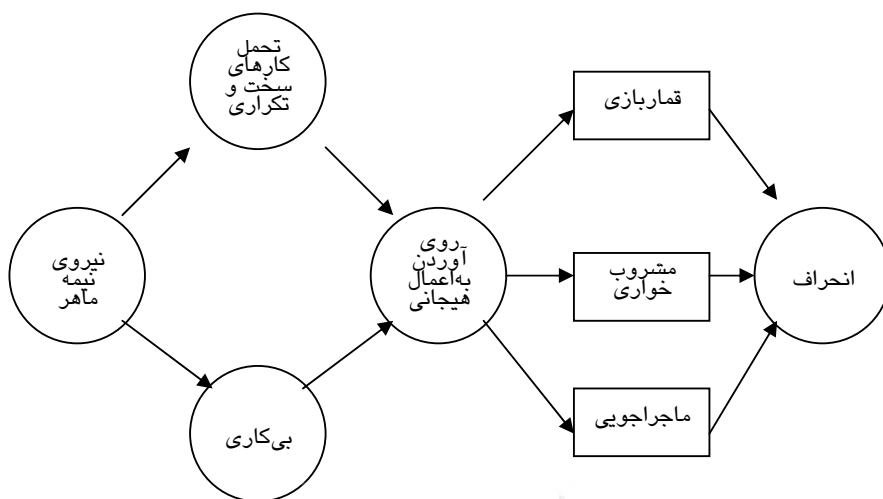 تحمل
کارهای
سخت و
تکراری
قماربازی
نیروی
نیمه
ماهر
روی
آوردن
به‌اعمال
هیجانی
مشروب
خواری
انحراف
بی‌کاری
ماجراجویی